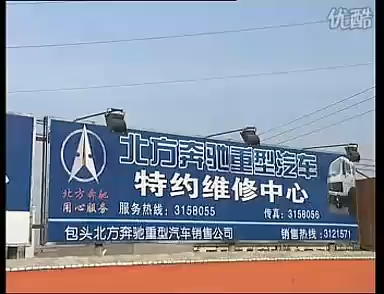 优酷
北方奔驰重型汽车
特约维修中心
北方奔驰
用心服务
服务热线：3158055 传真：3158056
包头北方奔驰重型汽车销售公司 销售热线：3121571